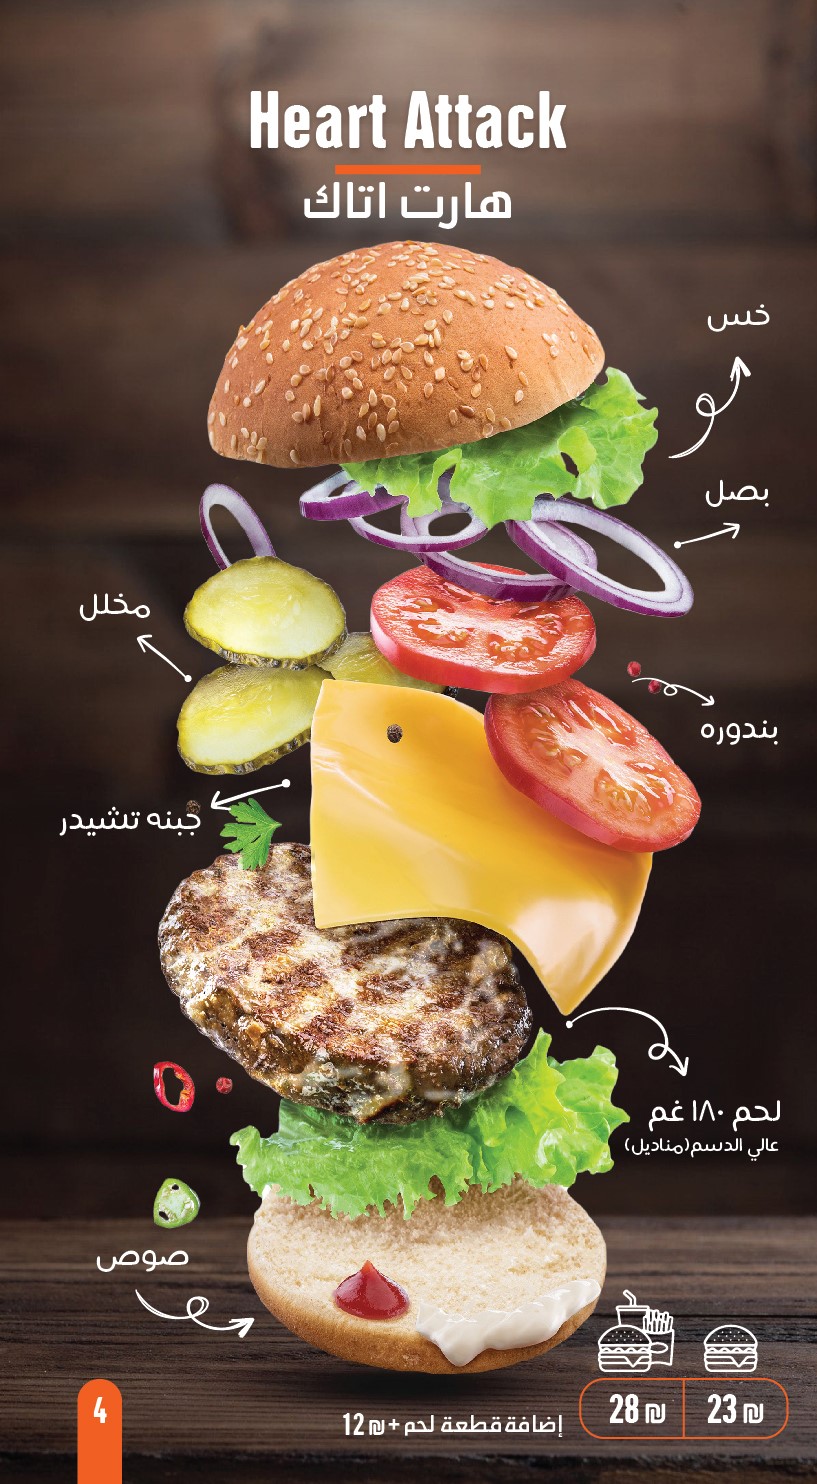 Heart Attack
هارت اتاك
خس
بصل
مخلل
بندوره
جبنه تشيدر
لحم ١٨٠ غم
عالي الدسم (مناديل)
صوص
28 ₪
23 ₪
إضافة قطعة لحم + ₪ 12
4